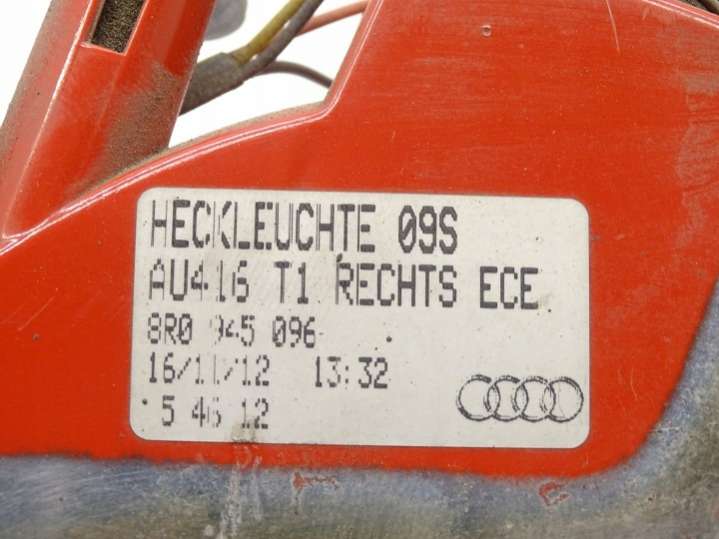 HECKLEUCHTE 09S
AU416 T1 RECHTS ECE
8R0 945 096
16/11/12 13:32
5 46 12